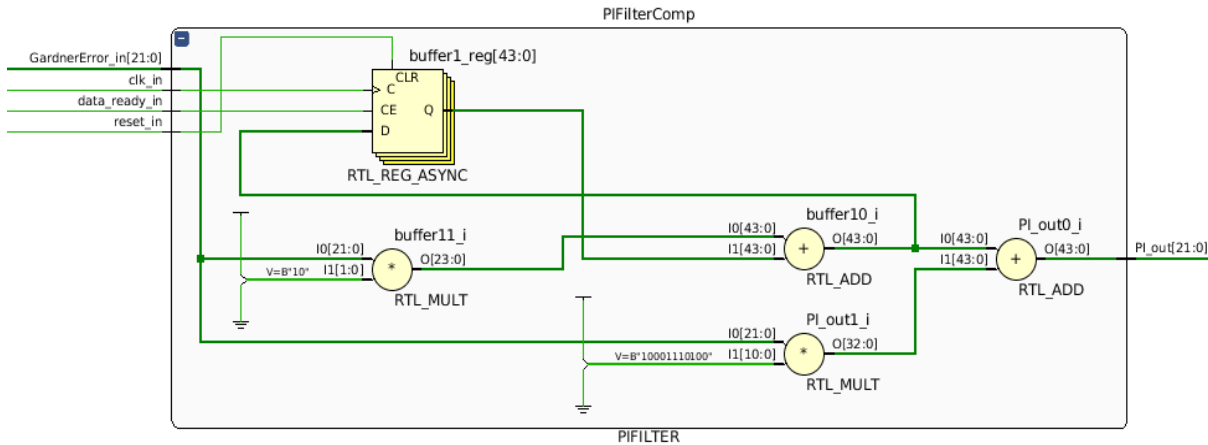 PIFilterComp
GardnerError_in[21:0]
clk_in
data_ready_in
reset_in
buffer1_reg[43:0]
CLR
C
CE
Q
D
RTL_REG_ASYNC
buffer11_i
I0[21:0]
V=B"10"
I1[1:0]
*
O[23:0]
RTL_MULT
buffer10_i
I0[43:0]
I1[43:0]
+
O[43:0]
RTL_ADD
PI_out0_i
I0[43:0]
I1[43:0]
+
O[43:0]
PI_out[21:0]
RTL_ADD
PI_out1_i
I0[21:0]
V=B"10001110100"
I1[10:0]
*
O[32:0]
RTL_MULT
PIFILTER